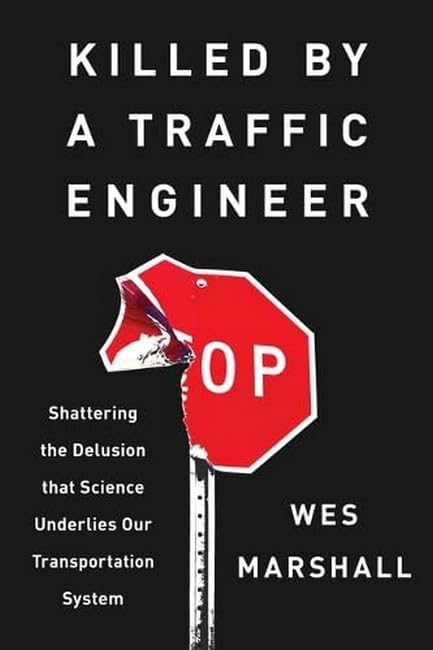 KILLED BY
A TRAFFIC
ENGINEER
OP
Shattering
the Delusion
that Science
Underlies Our
Transportation
System
WES
MARSHALL